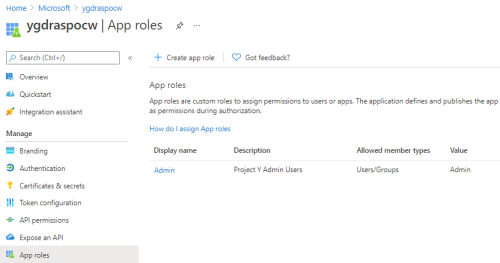 Home > Microsoft > ygdraspocw
ygdraspocw | App roles
Search (Ctrl+/)
«
Overview
Quickstart
Integration assistant
Manage
Branding
Authentication
Certificates & secrets
Token configuration
API permissions
Expose an API
App roles
+ Create app role
Got feedback?
App roles
App roles are custom roles to assign permissions to users or apps. The application defines and publishes the app
as permissions during authorization.
How do I assign App roles
Display name Description Allowed member types Value
Admin Project Y Admin Users Users/Groups Admin